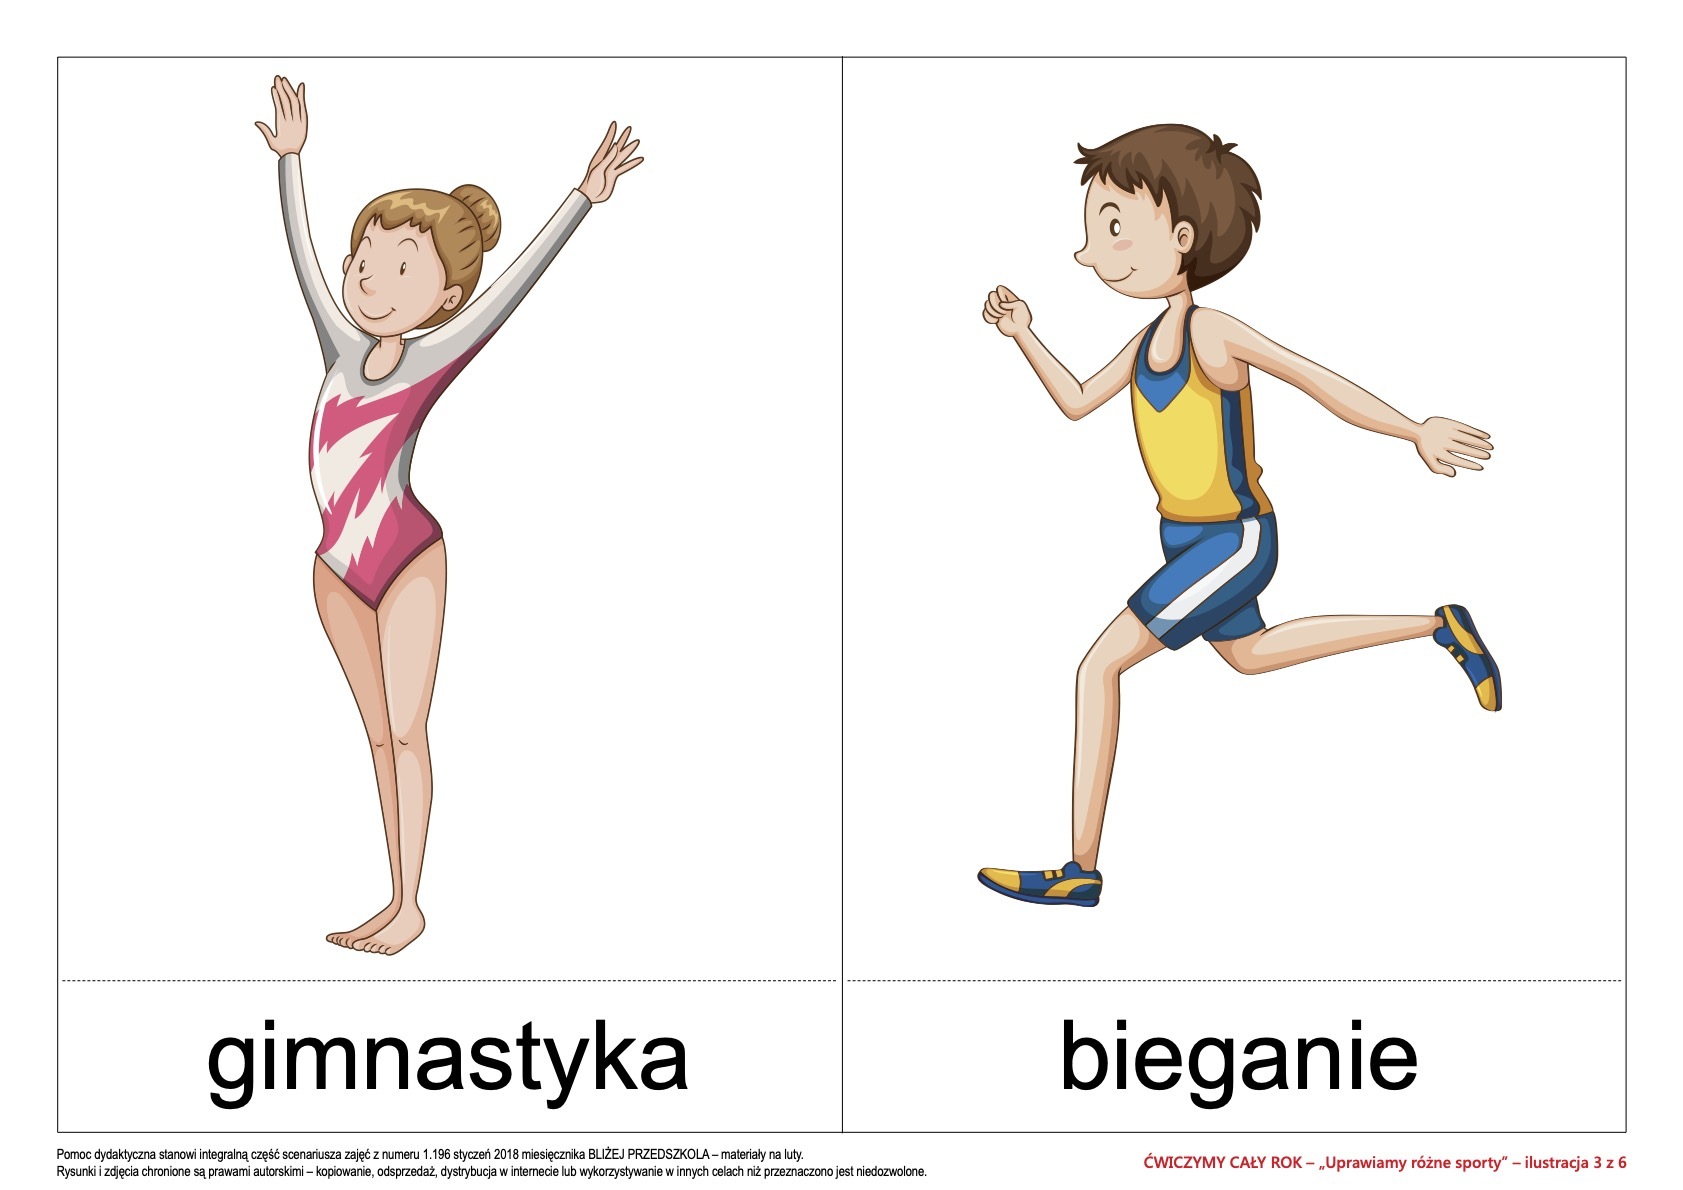 gimnastyka
bieganie
Pomoc dydaktyczna stanowi integralną część scenariusza zajęć z numeru 1.196 styczeń 2018 miesięcznika BLIŻEJ PRZEDSZKOLA – materiały na luty.
Rysunki i zdjęcia chronione są prawami autorskimi – kopiowanie, odsprzedaż, dystrybucja w internecie lub wykorzystywanie w innych celach niż przeznaczono jest niedozwolone.
ĆWICZYMY CAŁY ROK – „Uprawiamy różne sporty” – ilustracja 3 z 6